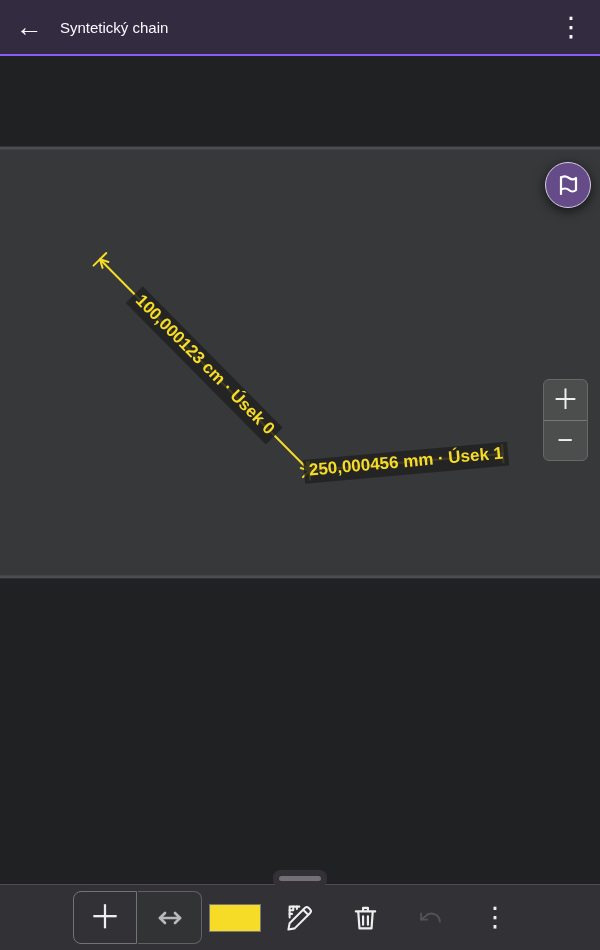 Syntetický chain
100,000123 cm · Úsek 0
250,000456 mm · Úsek 1